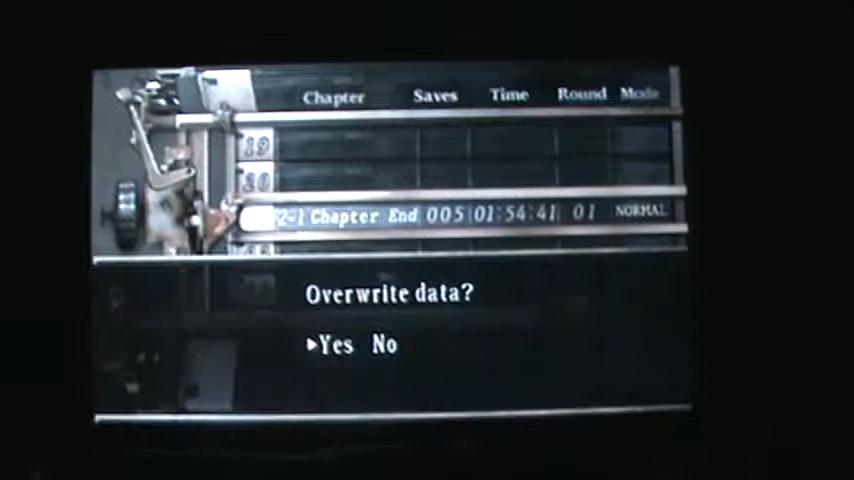 Chapter Saves Time Round Mode
19
20
2-1 Chapter End 005 01:54:41 01 NORMAL
Overwrite data?
Yes No